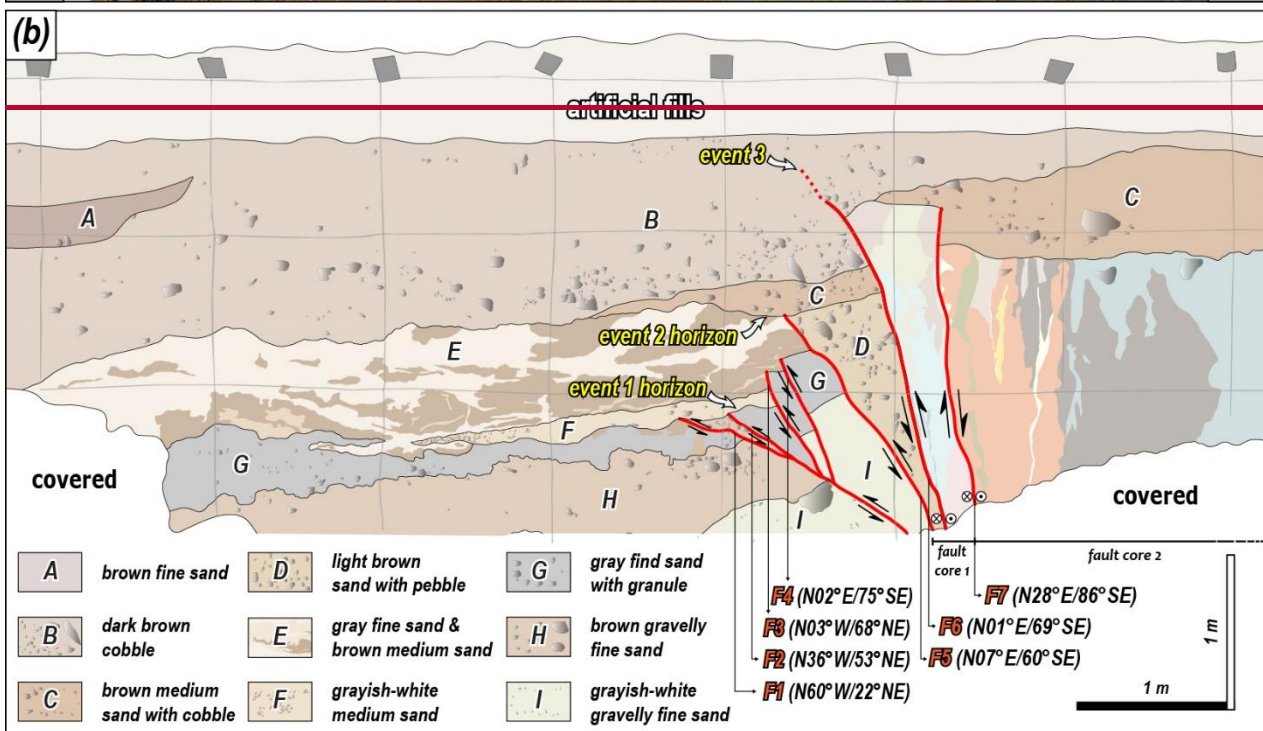 (b)
artificial fills
event 3
A
B
C
C
event 2 horizon
E
D
event 1 horizon
G
F
G
covered
H
I
I
covered
fault
core 1
fault core 2
A brown fine sand
D light brown
sand with pebble
G gray find sand
with granule
B dark brown
cobble
E gray fine sand &
brown medium sand
H brown gravelly
fine sand
C brown medium
sand with cobble
F grayish-white
medium sand
I grayish-white
gravelly fine sand
F4 (N02°E/75°SE)
F3 (N03°W/68°NE)
F2 (N36°W/53°NE)
F1 (N60°W/22°NE)
F7 (N28°E/86°SE)
F6 (N01°E/69°SE)
F5 (N07°E/60°SE)
1 m
1 m